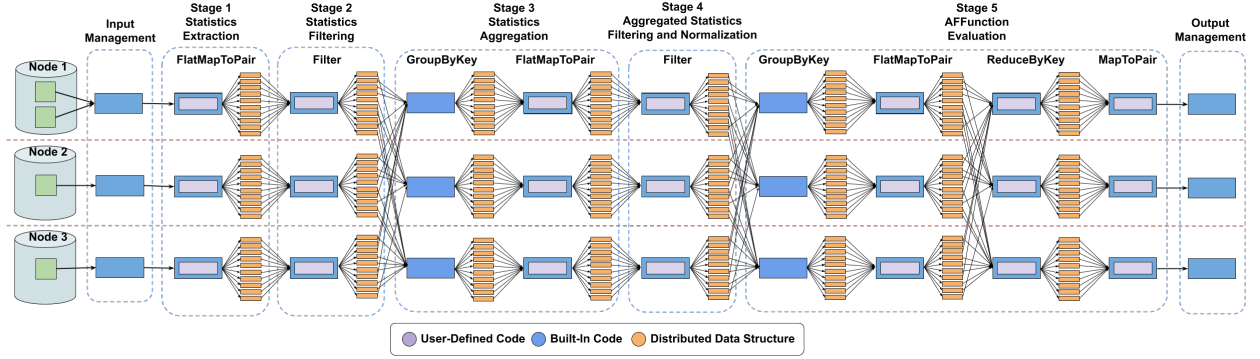 Input
Management
Stage 1
Statistics
Extraction
Stage 2
Statistics
Filtering
Stage 3
Statistics
Aggregation
Stage 4
Aggregated Statistics
Filtering and Normalization
Stage 5
AFFunction
Evaluation
Output
Management
FlatMapToPair
Filter
GroupByKey
FlatMapToPair
Filter
GroupByKey
FlatMapToPair
ReduceByKey
MapToPair
Node 1
Node 2
Node 3
User-Defined Code
Built-In Code
Distributed Data Structure